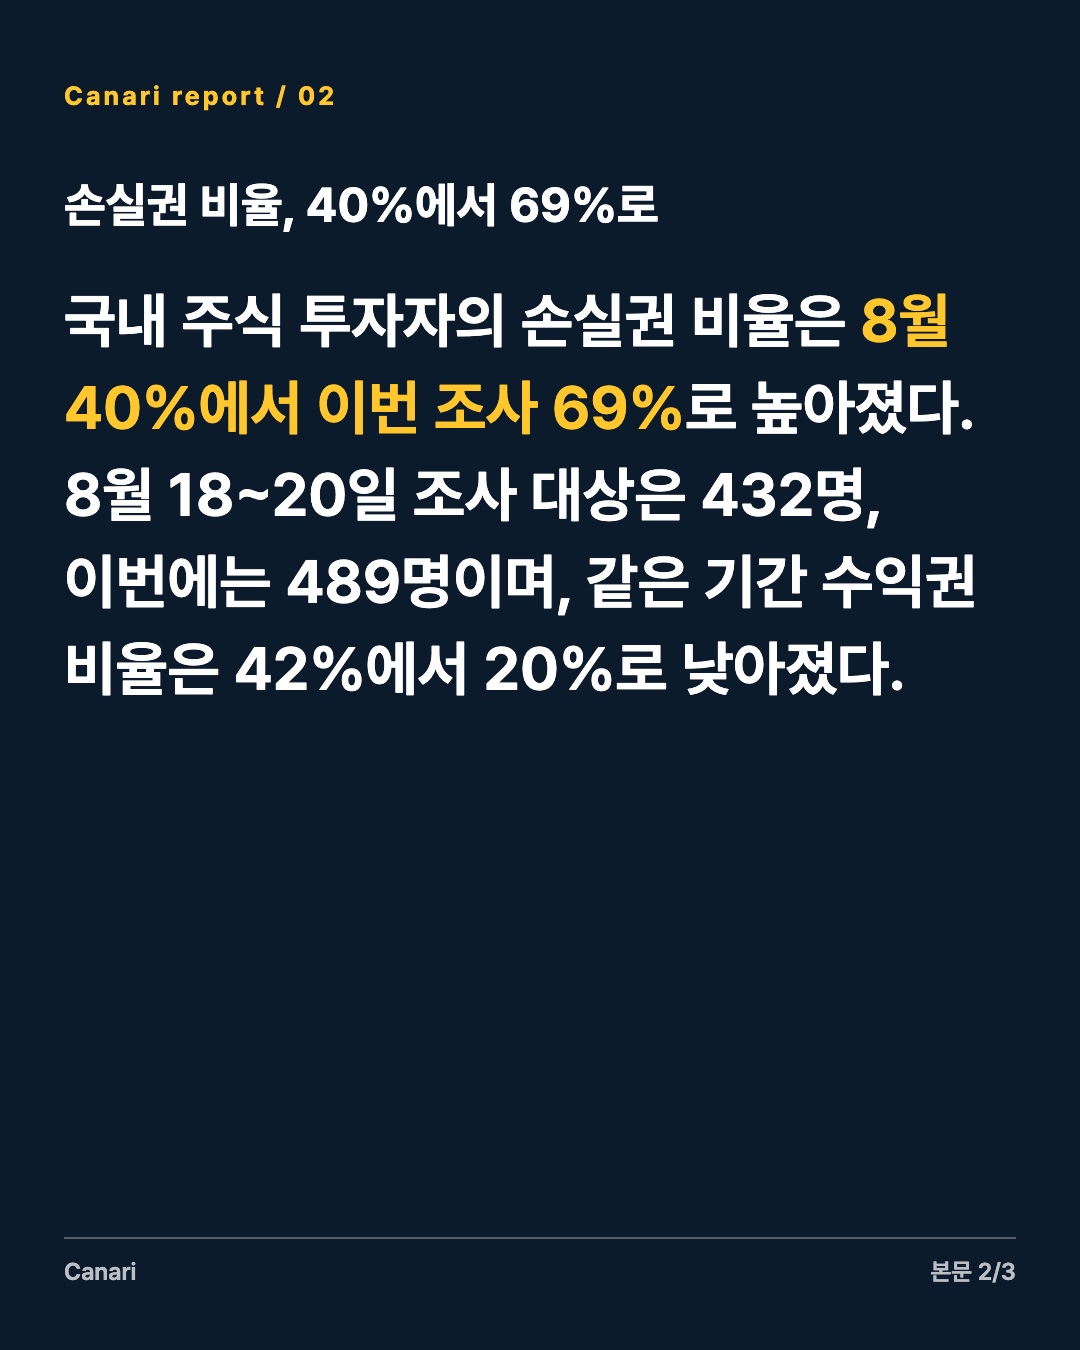 Canari report / 02
손실권 비율, 40%에서 69%로
국내 주식 투자자의 손실권 비율은 8월
40%에서 이번 조사 69%로 높아졌다.
8월 18~20일 조사 대상은 432명,
이번에는 489명이며, 같은 기간 수익권
비율은 42%에서 20%로 낮아졌다.
Canari
본문 2/3